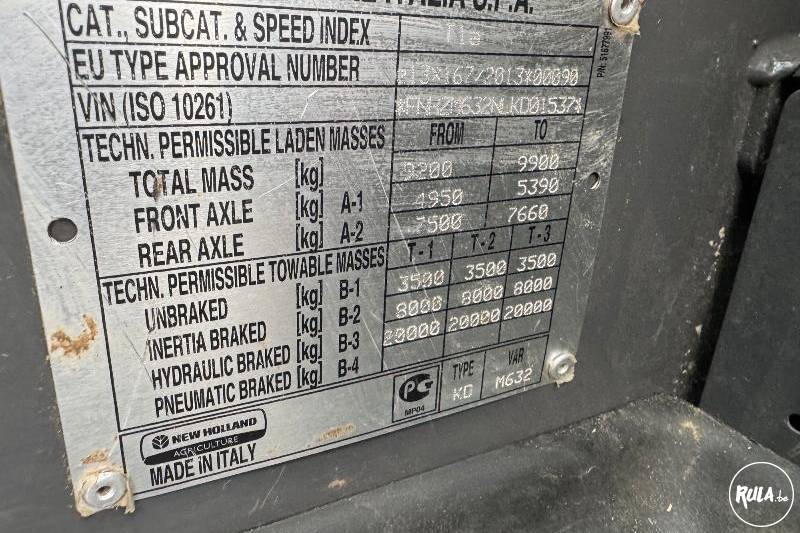 ITALIA S.P.A.
CAT., SUBCAT. & SPEED INDEX
EU TYPE APPROVAL NUMBER
VIN (ISO 10261)
TECHN. PERMISSIBLE LADEN MASSES FROM TO
TOTAL MASS [kg] 9200 9900
FRONT AXLE [kg] A-1 4950 5390
REAR AXLE [kg] A-2 7500 7660
TECHN. PERMISSIBLE TOWABLE MASSES T-1 T-2 T-3
UNBRAKED [kg] B-1 3500 3500 3500
INERTIA BRAKED [kg] B-2 8000 8000 8000
HYDRAULIC BRAKED [kg] B-3 20000 20000 20000
PNEUMATIC BRAKED [kg] B-4
MP04
TYPE KD VAR M632
NEW HOLLAND
AGRICULTURE
MADE IN ITALY
RULA.be